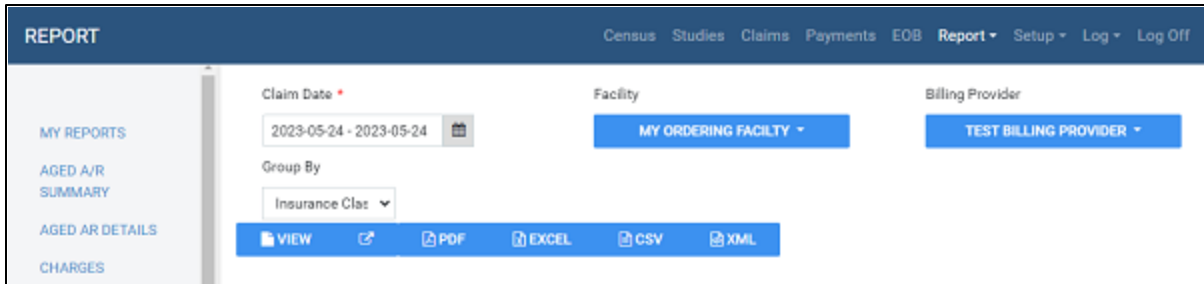 REPORT
Census Studies Claims Payments EOB Report Setup Log Log Off
MY REPORTS
AGED A/R
SUMMARY
AGED AR DETAILS
CHARGES
Claim Date *
2023-05-24 - 2023-05-24
Facility
MY ORDERING FACILTY
Billing Provider
TEST BILLING PROVIDER
Group By
Insurance Clas
VIEW PDF EXCEL CSV XML